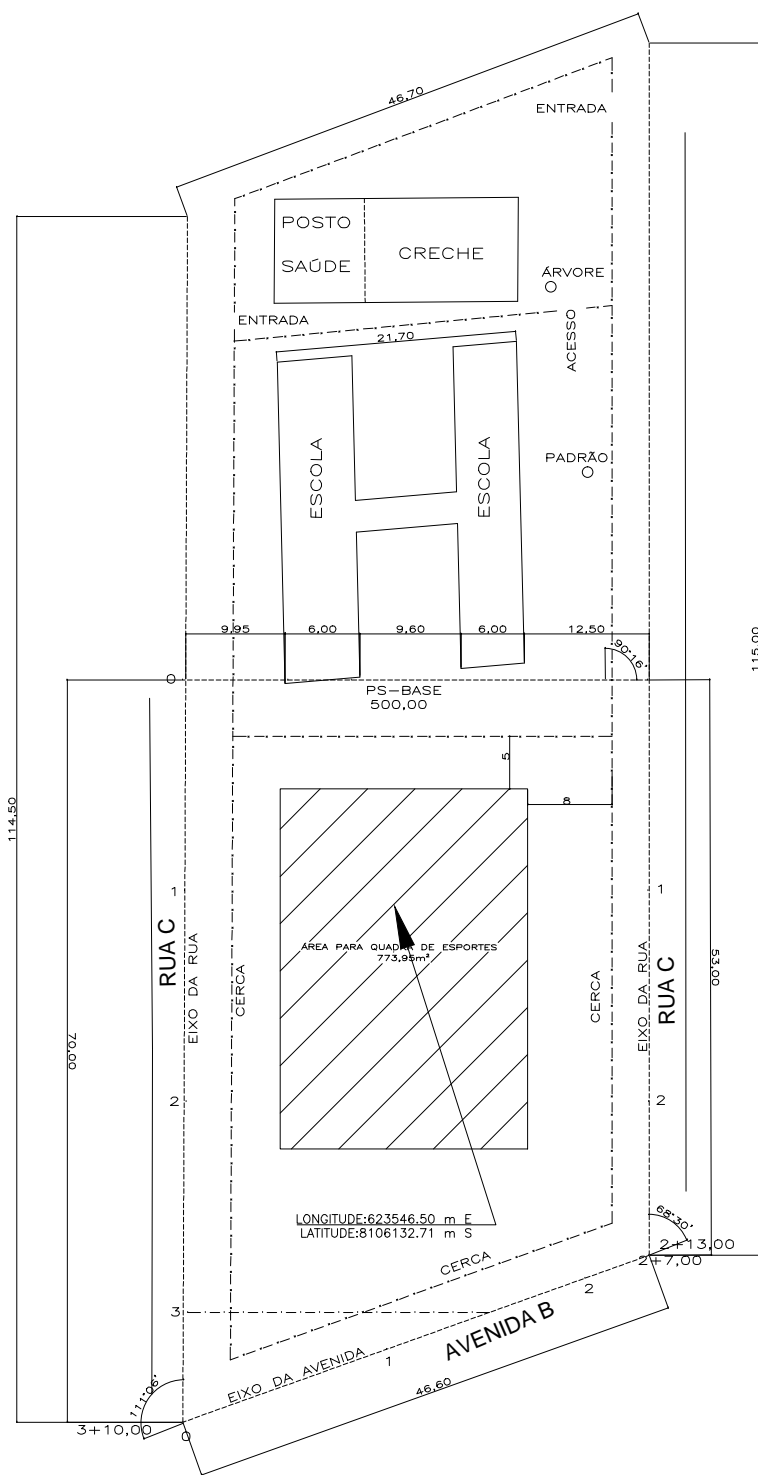 46,70
ENTRADA
POSTO
SAÚDE
CRECHE
ÁRVORE
ENTRADA
ACESSO
21,70
ESCOLA
ESCOLA
PADRÃO
9,95
6,00
9,60
6,00
12,50
90°16'
115,00
0
PS-BASE
500,00
5
8
114,50
1
1
RUA C
EIXO DA RUA
CERCA
ÁREA PARA QUADRA DE ESPORTES
773,95m²
CERCA
EIXO DA RUA
RUA C
53,00
70,00
2
2
LONGITUDE:623546.50 m E
LATITUDE:8106132.71 m S
68°30'
2+13,00
2+7,00
CERCA
2
3
AVENIDA B
1
EIXO DA AVENIDA
46,60
111°06'
3+10,00
0